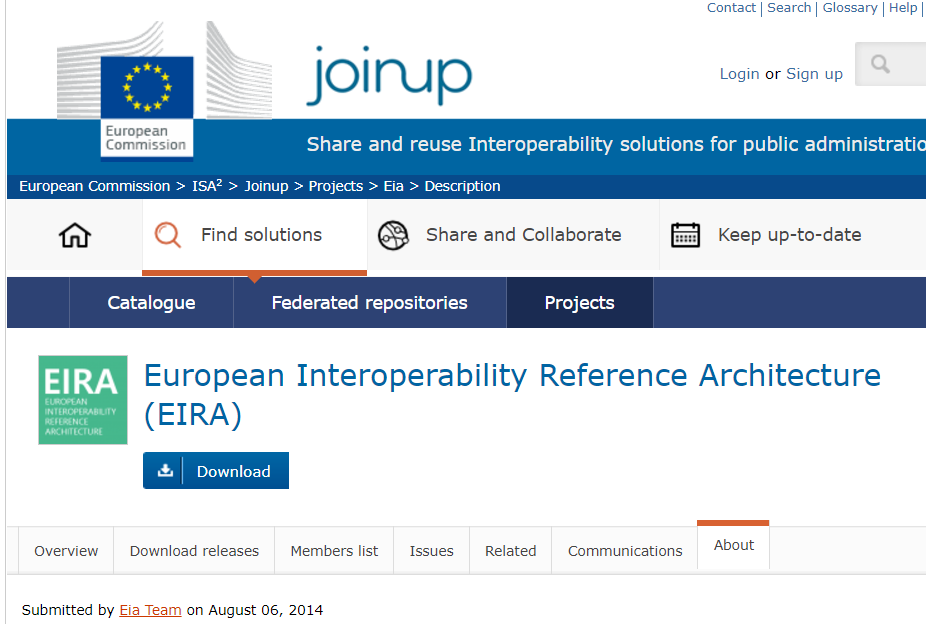 Contact | Search | Glossary | Help |
joinup
Login or Sign up
European
Commission
Share and reuse Interoperability solutions for public administratio
European Commission > ISA² > Joinup > Projects > Eia > Description
Find solutions
Share and Collaborate
Keep up-to-date
Catalogue
Federated repositories
Projects
EIRA
EUROPEAN
INTEROPERABILITY
REFERENCE
ARCHITECTURE
European Interoperability Reference Architecture
(EIRA)
Download
Overview
Download releases
Members list
Issues
Related
Communications
About
Submitted by Eia Team on August 06, 2014